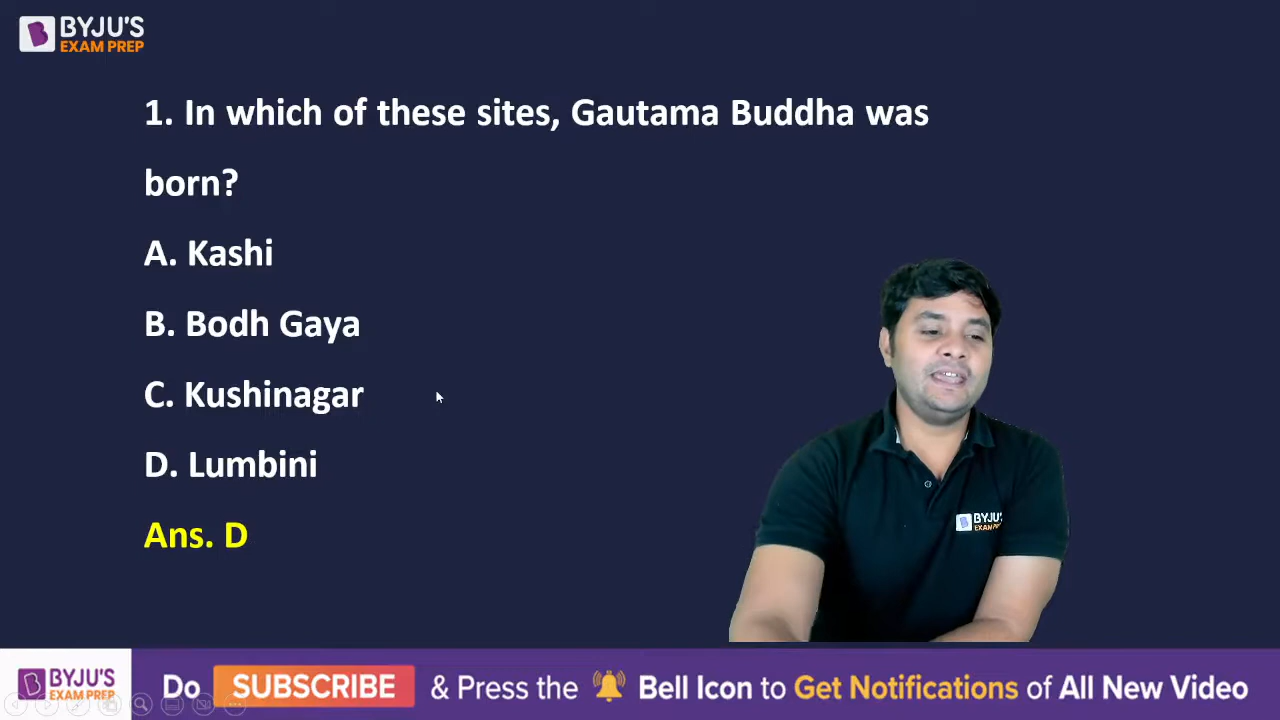 BYJU'S
EXAM PREP
1. In which of these sites, Gautama Buddha was
born?
A. Kashi
B. Bodh Gaya
C. Kushinagar
D. Lumbini
Ans. D
BYJU'S
EXAM PREP
BYJU'S
EXAM PREP
Do SUBSCRIBE & Press the Bell Icon to Get Notifications of All New Video